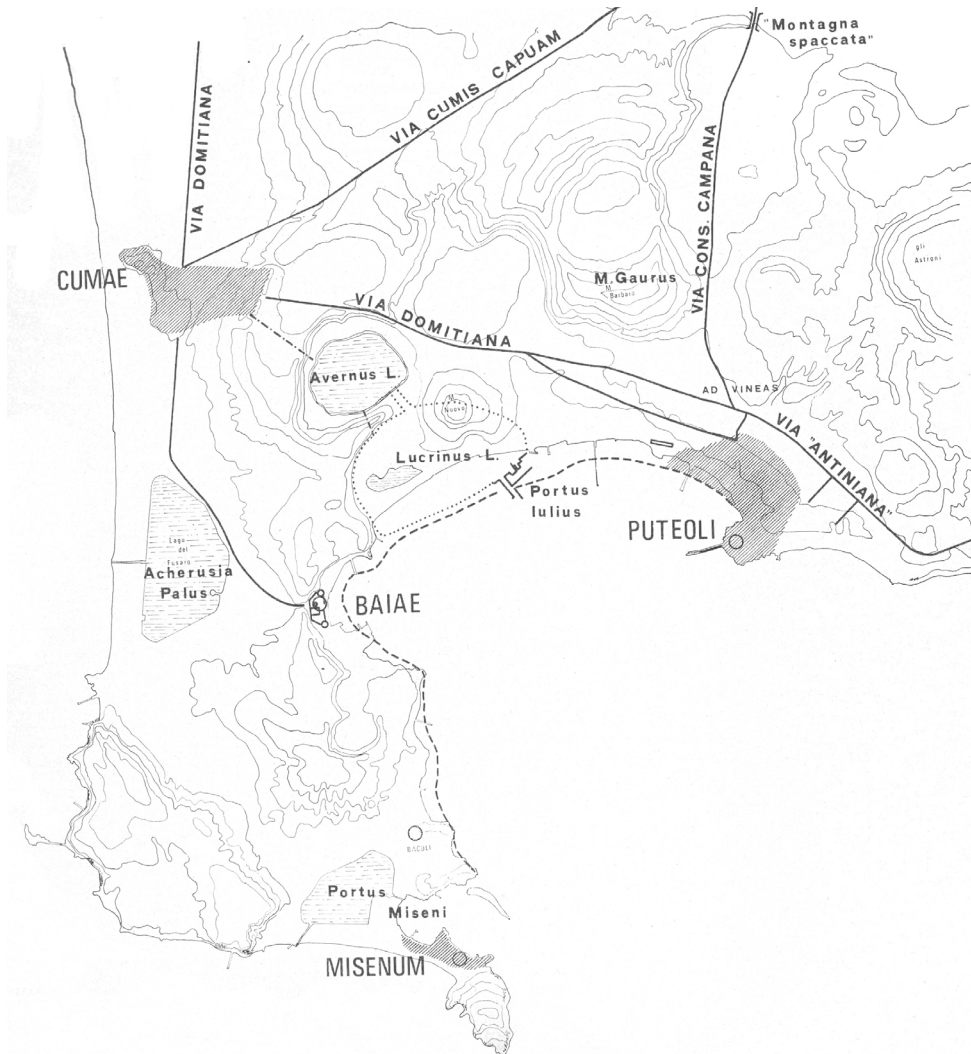 "Montagna
spaccata"
VIA DOMITIANA
VIA CUMIS CAPUAM
VIA CONS. CAMPANA
gli
Astroni
CUMAE
M.Gaurus
M.
Barbaro
VIA DOMITIANA
Avernus L.
AD VINEAS
M.
Nuovo
VIA "ANTINIANA"
Lucrinus L.
Portus
Iulius
PUTEOLI
Lago
del
Fusaro
Acherusia
Palus
BAIAE
BACOLI
Portus
Miseni
MISENUM